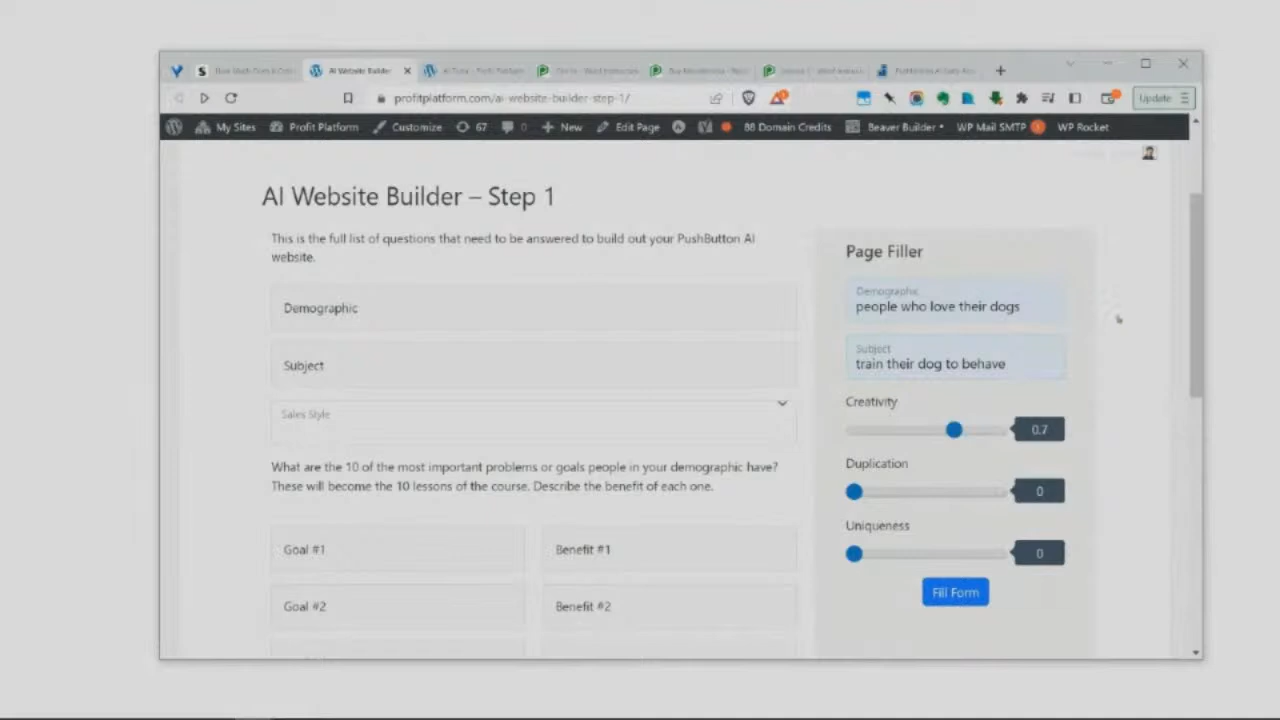 AI Website Builder
profitplatform.com/ai-website-builder-step-1/
Update
My Sites
Profit Platform
Customize
67
0
New
Edit Page
88 Domain Credits
Beaver Builder
WP Mail SMTP
WP Rocket
AI Website Builder – Step 1
This is the full list of questions that need to be answered to build out your PushButton AI
website.
Demographic
Subject
Sales Style
What are the 10 of the most important problems or goals people in your demographic have?
These will become the 10 lessons of the course. Describe the benefit of each one.
Goal #1
Benefit #1
Goal #2
Benefit #2
Page Filler
Demographic
people who love their dogs
Subject
train their dog to behave
Creativity
0.7
Duplication
0
Uniqueness
0
Fill Form